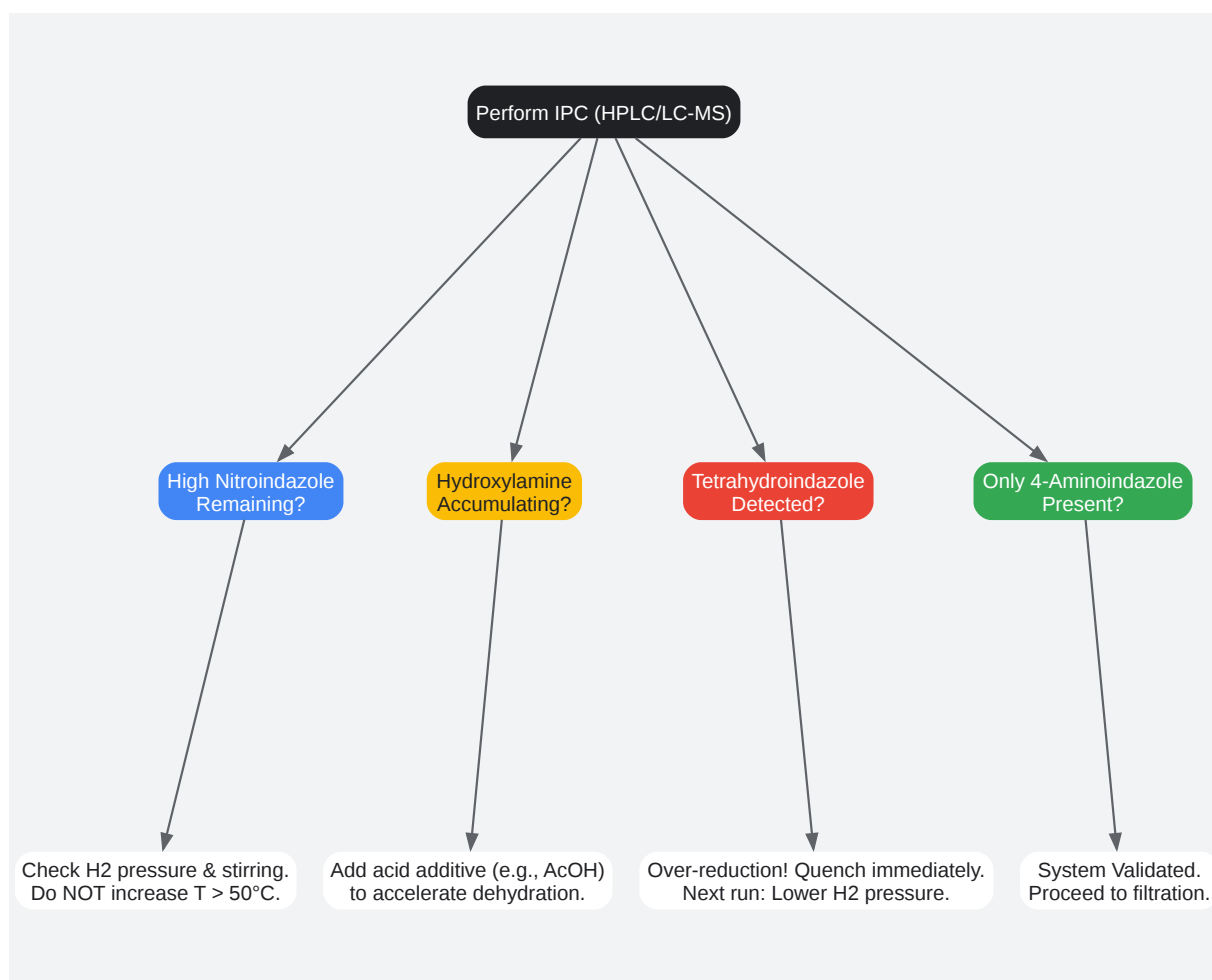 Perform IPC (HPLC/LC-MS)
High Nitroindazole
Remaining?
Hydroxylamine
Accumulating?
Tetrahydroindazole
Detected?
Only 4-Aminoindazole
Present?
Check H2 pressure & stirring.
Do NOT increase T > 50°C.
Add acid additive (e.g., AcOH)
to accelerate dehydration.
Over-reduction! Quench immediately.
Next run: Lower H2 pressure.
System Validated.
Proceed to filtration.